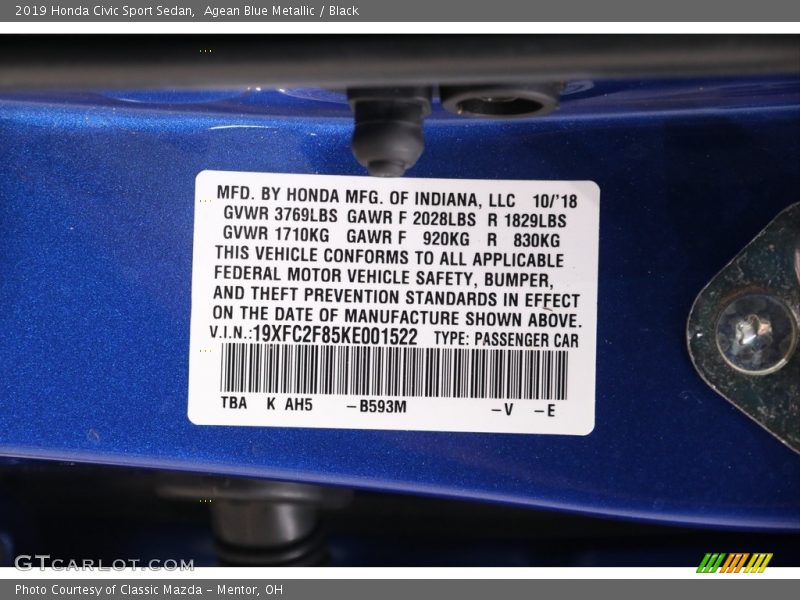 2019 Honda Civic Sport Sedan,  Agean Blue Metallic / Black
MFD. BY HONDA MFG. OF INDIANA, LLC 10/'18
GVWR 3769LBS GAWR F 2028LBS R 1829LBS
GVWR 1710KG GAWR F 920KG R 830KG
THIS VEHICLE CONFORMS TO ALL APPLICABLE
FEDERAL MOTOR VEHICLE SAFETY, BUMPER,
AND THEFT PREVENTION STANDARDS IN EFFECT
ON THE DATE OF MANUFACTURE SHOWN ABOVE.
V.I.N.:19XFC2F85KE001522 TYPE: PASSENGER CAR
TBA K AH5 –B593M –V –E
GTCARLOT.COM
Photo Courtesy of Classic Mazda – Mentor, OH